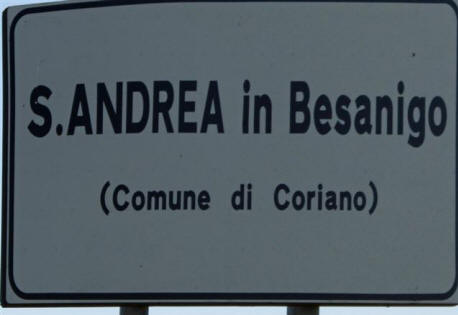 S.ANDREA in Besanigo
(Comune di Coriano)